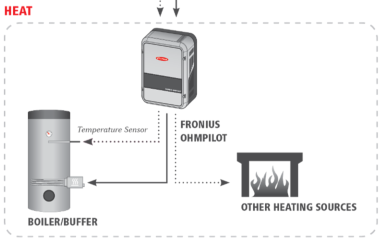 HEAT
Temperature Sensor
FRONIUS
OHMPILOT
BOILER/BUFFER
OTHER HEATING SOURCES